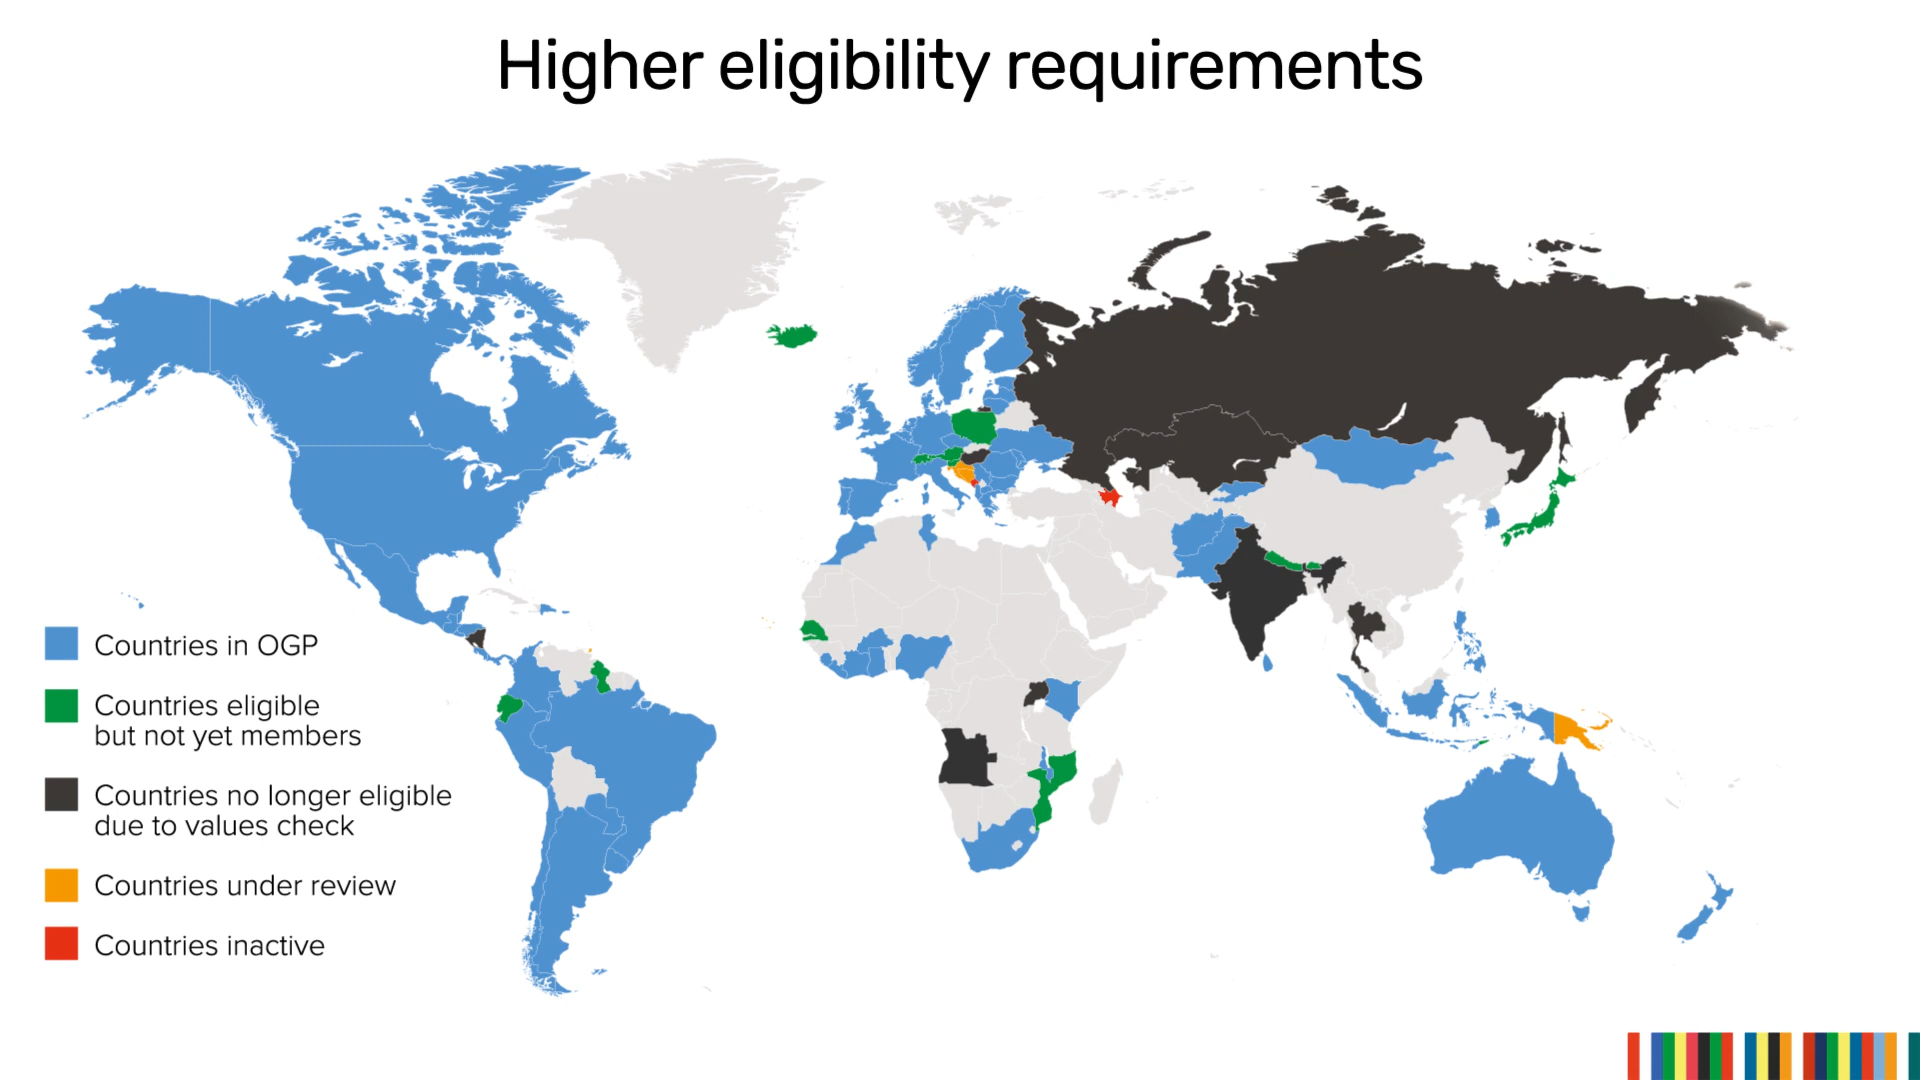 Higher eligibility requirements
Countries in OGP
Countries eligible
but not yet members
Countries no longer eligible
due to values check
Countries under review
Countries inactive